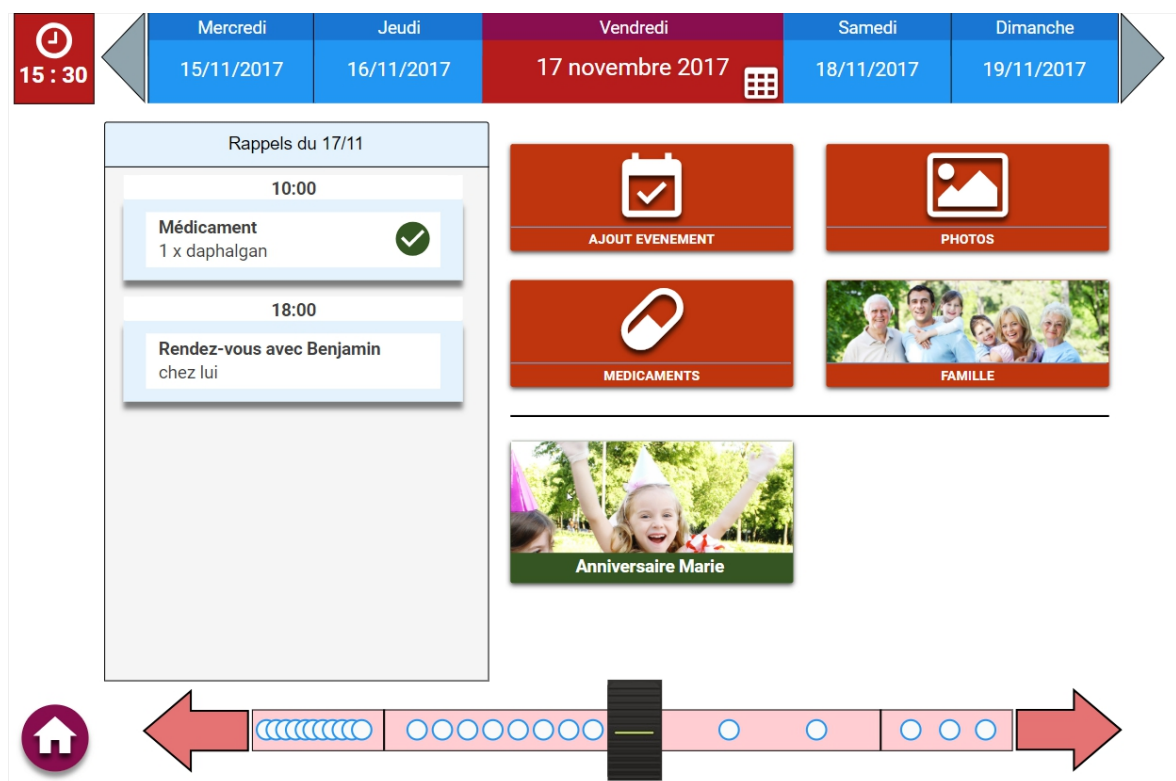 15 : 30
Mercredi
15/11/2017
Jeudi
16/11/2017
Vendredi
17 novembre 2017
Samedi
18/11/2017
Dimanche
19/11/2017
Rappels du 17/11
10:00
Médicament
1 x daphalgan
18:00
Rendez-vous avec Benjamin
chez lui
AJOUT EVENEMENT
PHOTOS
MEDICAMENTS
FAMILLE
Anniversaire Marie